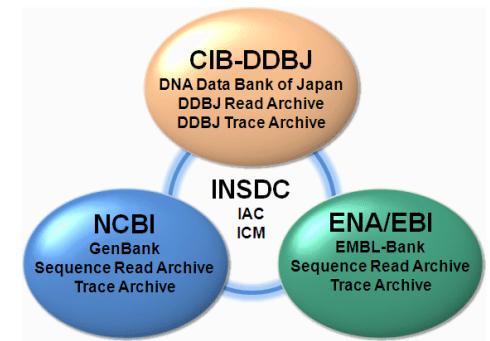 CIB-DDBJ
DNA Data Bank of Japan
DDBJ Read Archive
DDBJ Trace Archive
INSDC
IAC
ICM
NCBI
GenBank
Sequence Read Archive
Trace Archive
ENA/EBI
EMBL-Bank
Sequence Read Archive
Trace Archive